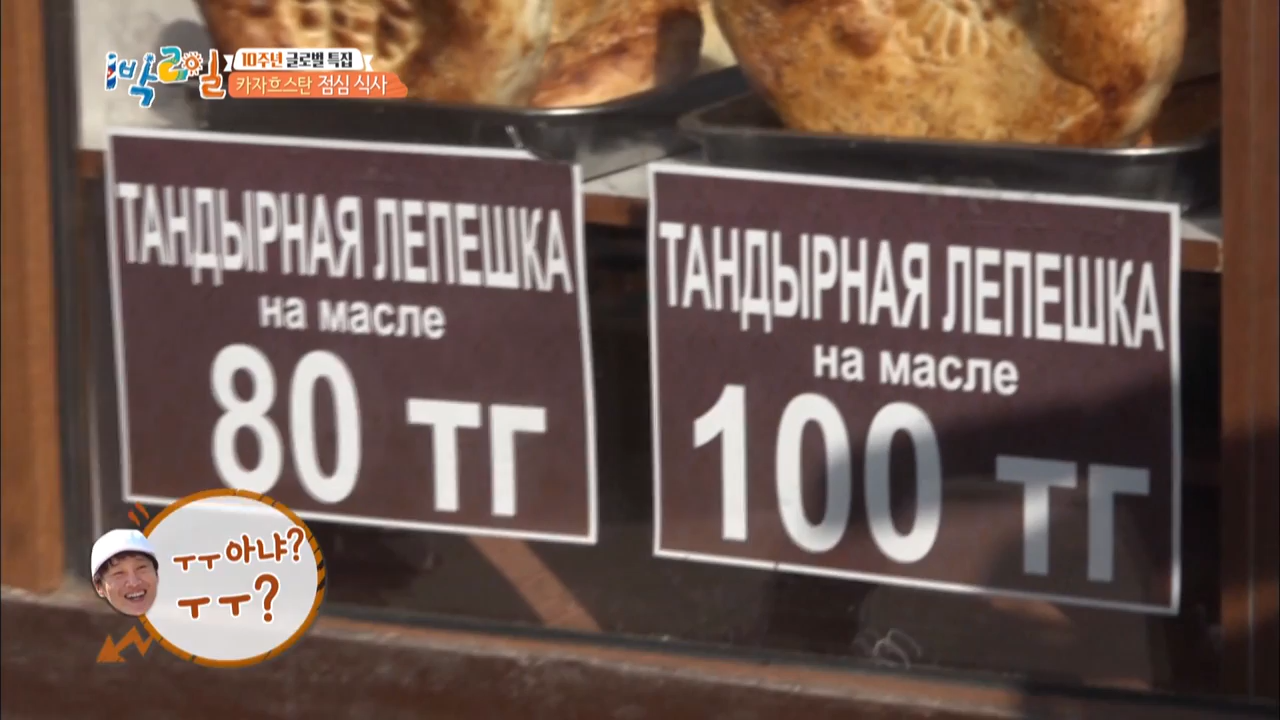 1박2일
10주년 글로벌 특집
카자흐스탄 점심 식사
ТАНДЫРНАЯ ЛЕПЕШКА
на масле
80 тг
ТАНДЫРНАЯ ЛЕПЕШКА
на масле
100 тг
ㅜㅜ아냐?
ㅜㅜ?